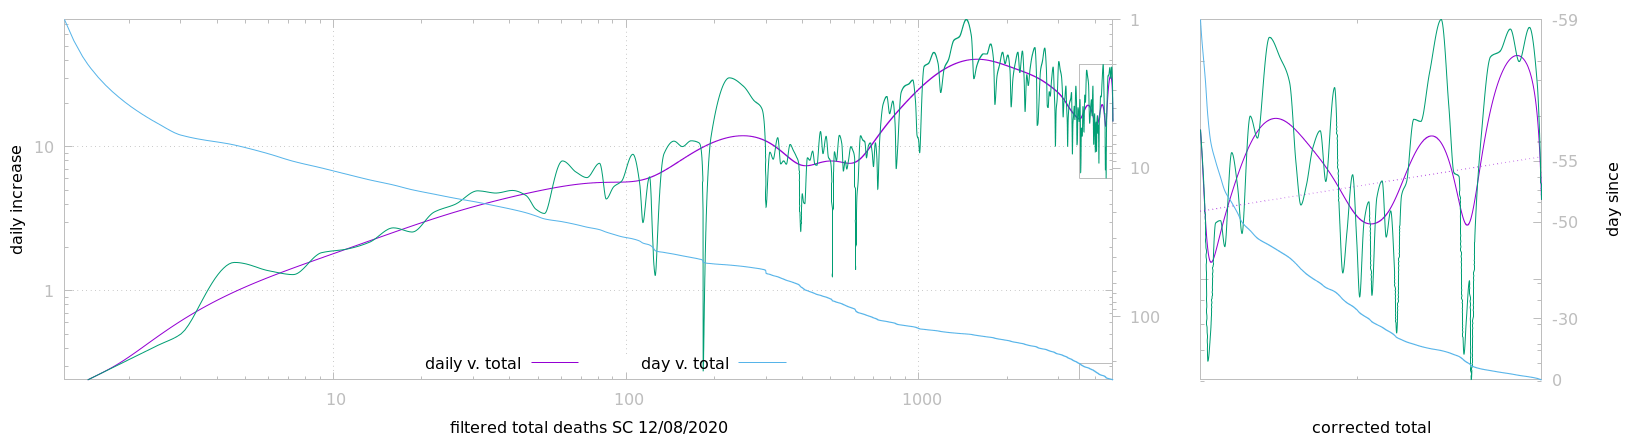 daily increase
10
1
1
10
100
daily v. total
day v. total
10
100
1000
filtered total deaths SC 12/08/2020
-59
-55
-50
-30
0
day since
corrected total